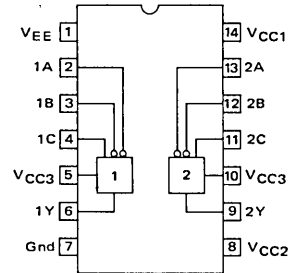 VEE 1 14 VCC1
1A 2 13 2A
1B 3 12 2B
1C 4 11 2C
VCC3 5 1 2 10 VCC3
1Y 6 9 2Y
Gnd 7 8 VCC2